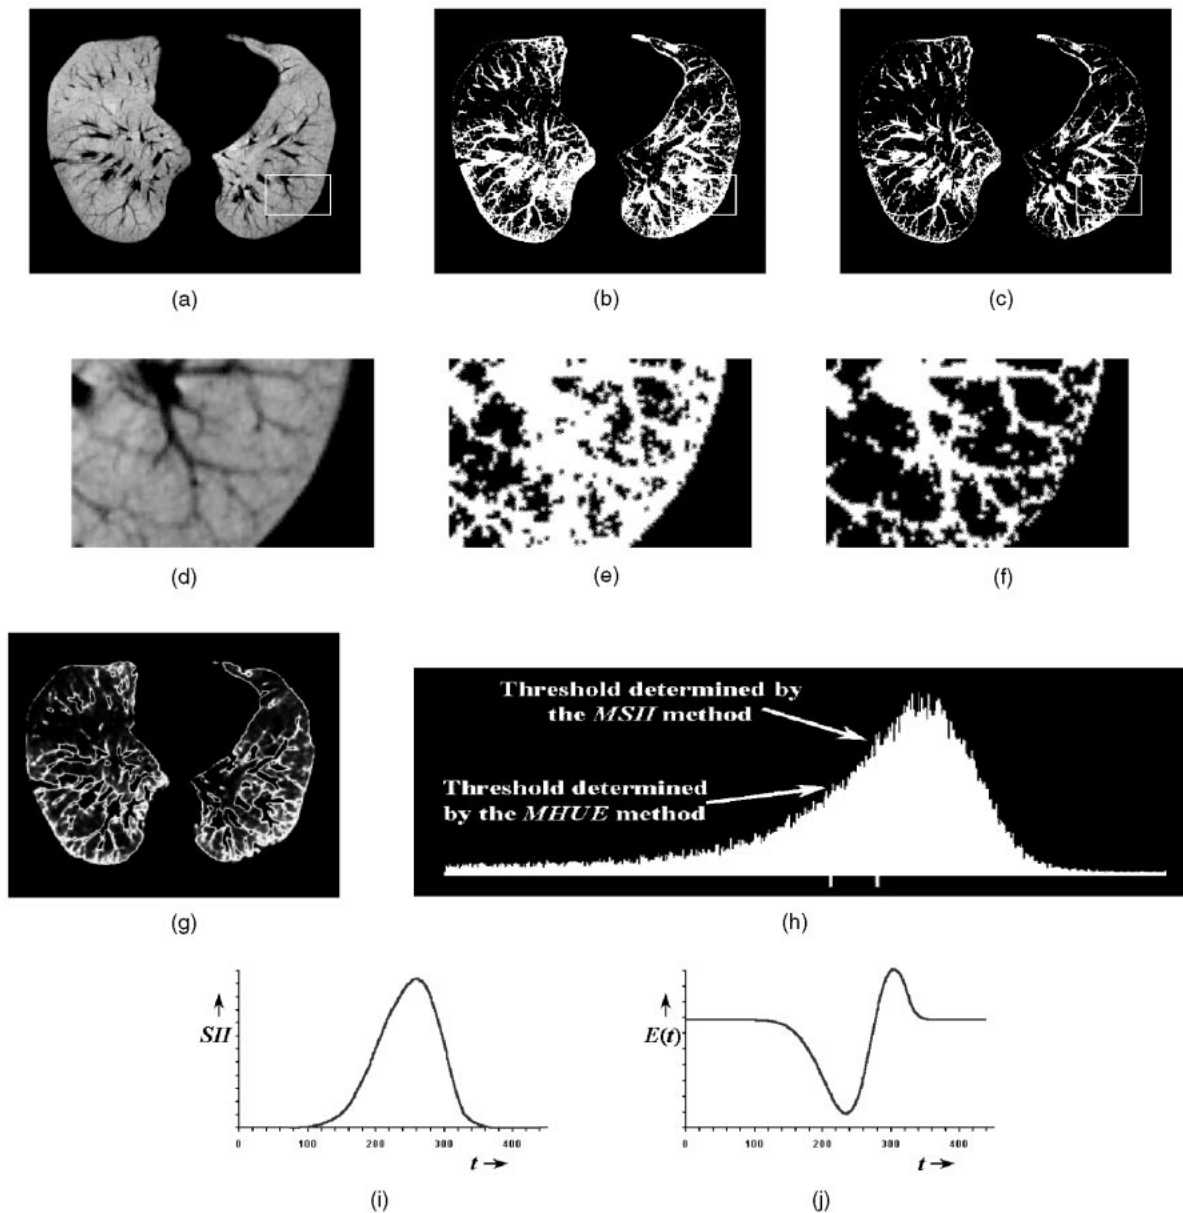 (a)
(b)
(c)
(d)
(e)
(f)
Threshold determined by
the MSII method
Threshold determined
by the MHUE method
(g)
(h)
SII
0 100 200 300 400
t →
(i)
E(t)
0 100 200 300 400
t →
(j)